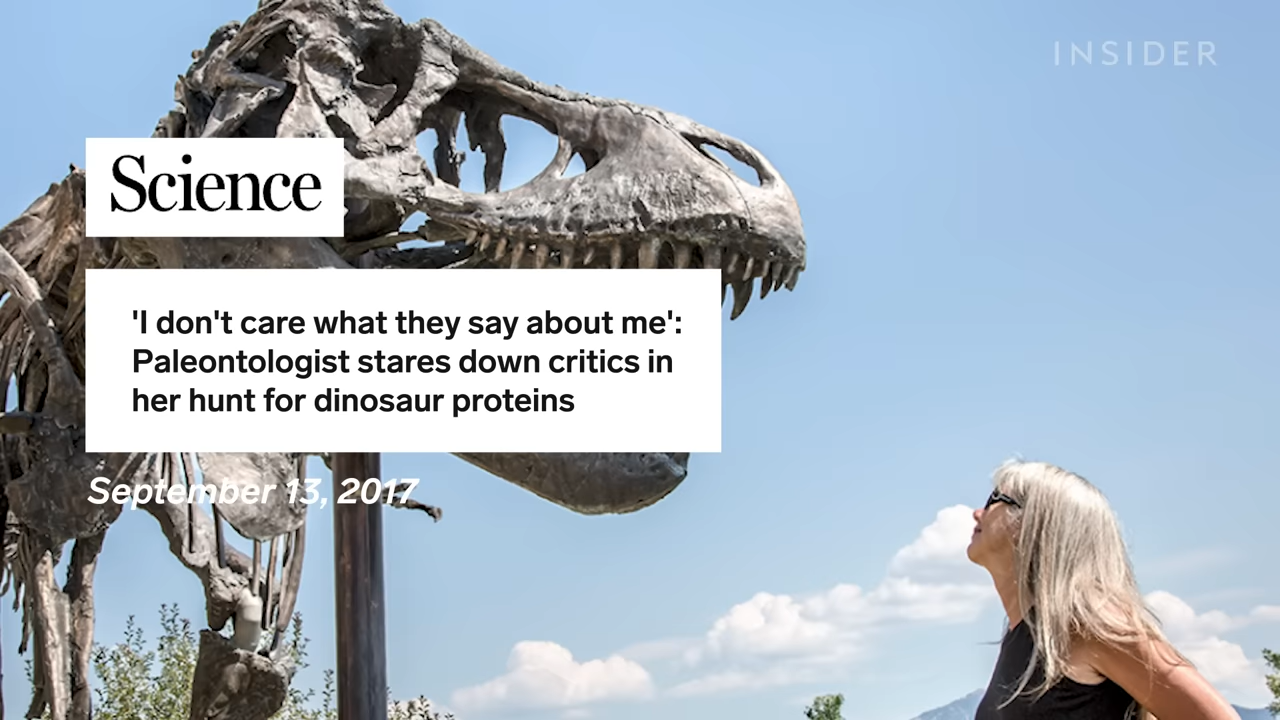 INSIDER
Science
'I don't care what they say about me':
Paleontologist stares down critics in
her hunt for dinosaur proteins
September 13, 2017